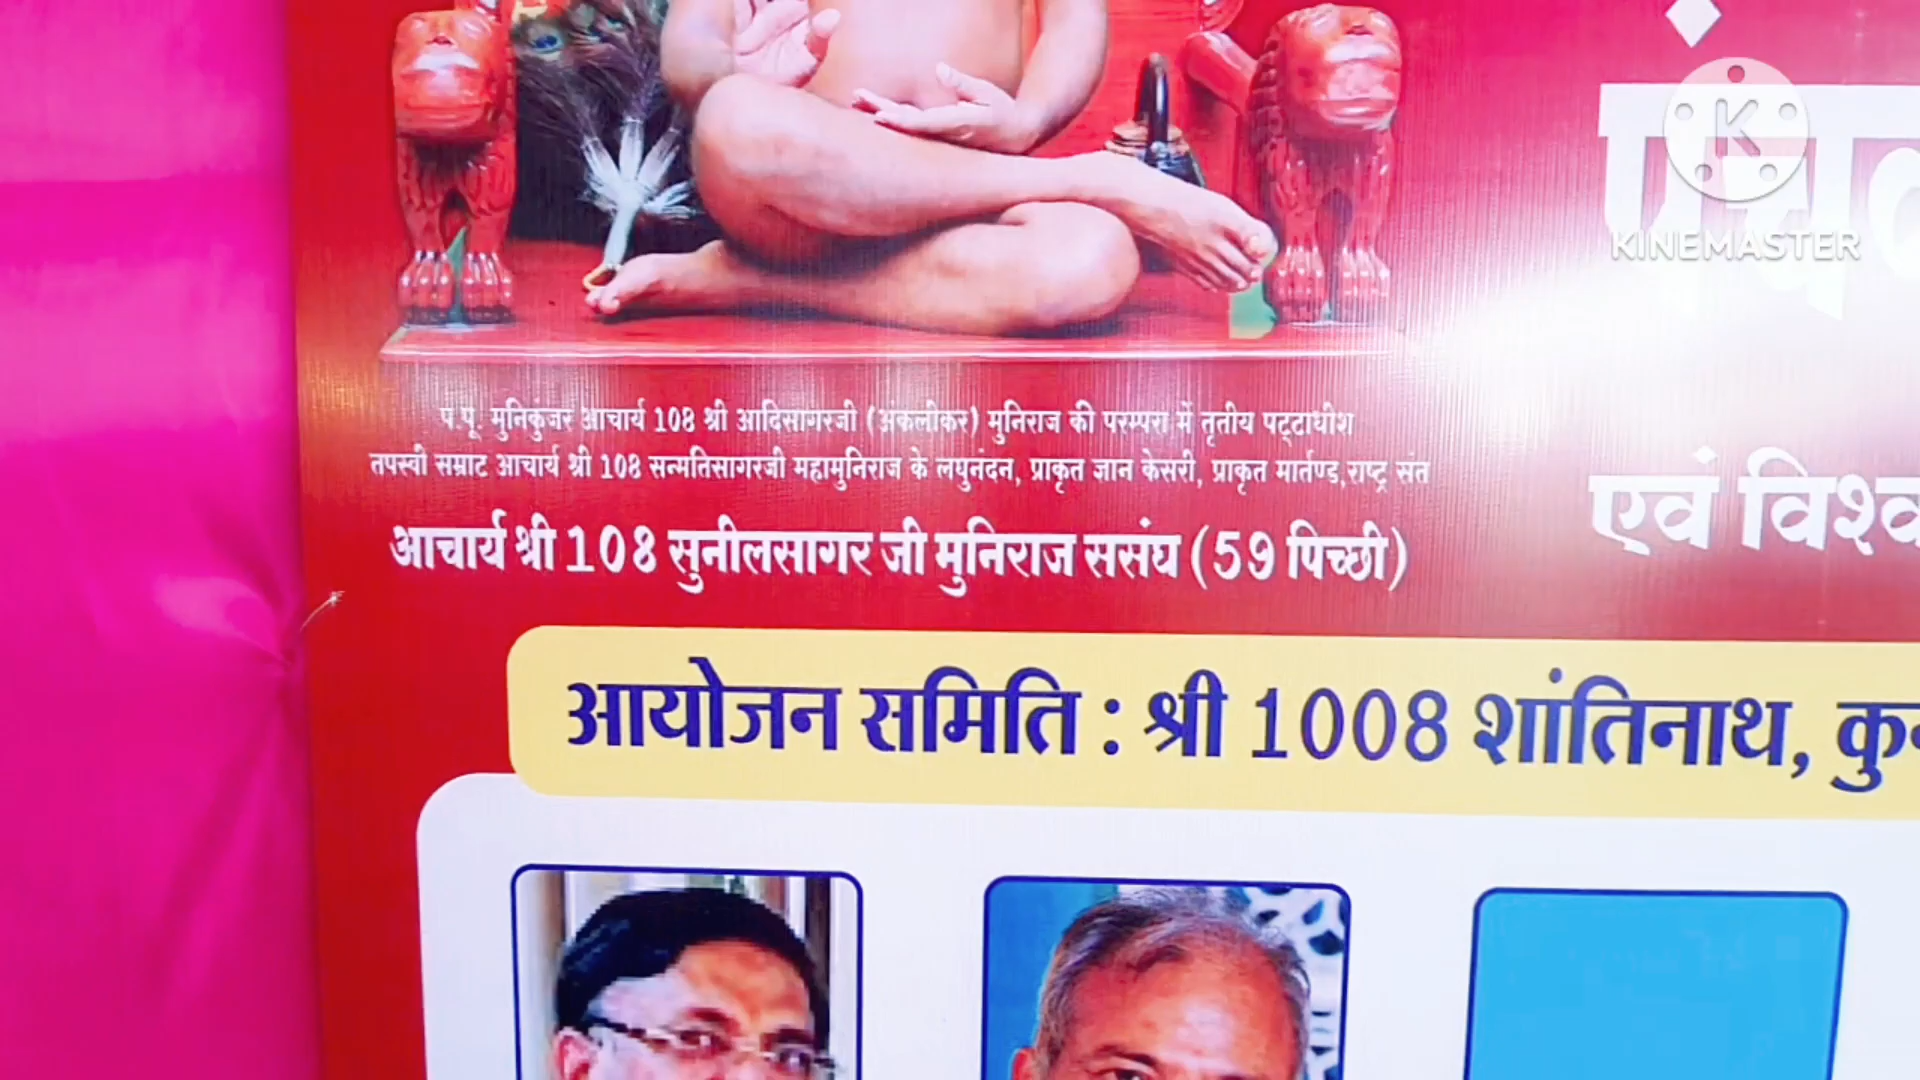 KINEMASTER
प.पू. मुनिकुंजर आचार्य 108 श्री आदिसागरजी (अंकलीकर) मुनिराज की परम्परा में तृतीय पट्टाधीश
तपस्वी सम्राट आचार्य श्री 108 सन्मतिसागरजी महामुनिराज के लघुनंदन, प्राकृत ज्ञान केसरी, प्राकृत मार्तण्ड,राष्ट्र संत
आचार्य श्री 108 सुनीलसागर जी मुनिराज ससंघ (59 पिच्छी)
एवं विश्व
आयोजन समिति : श्री 1008 शांतिनाथ,